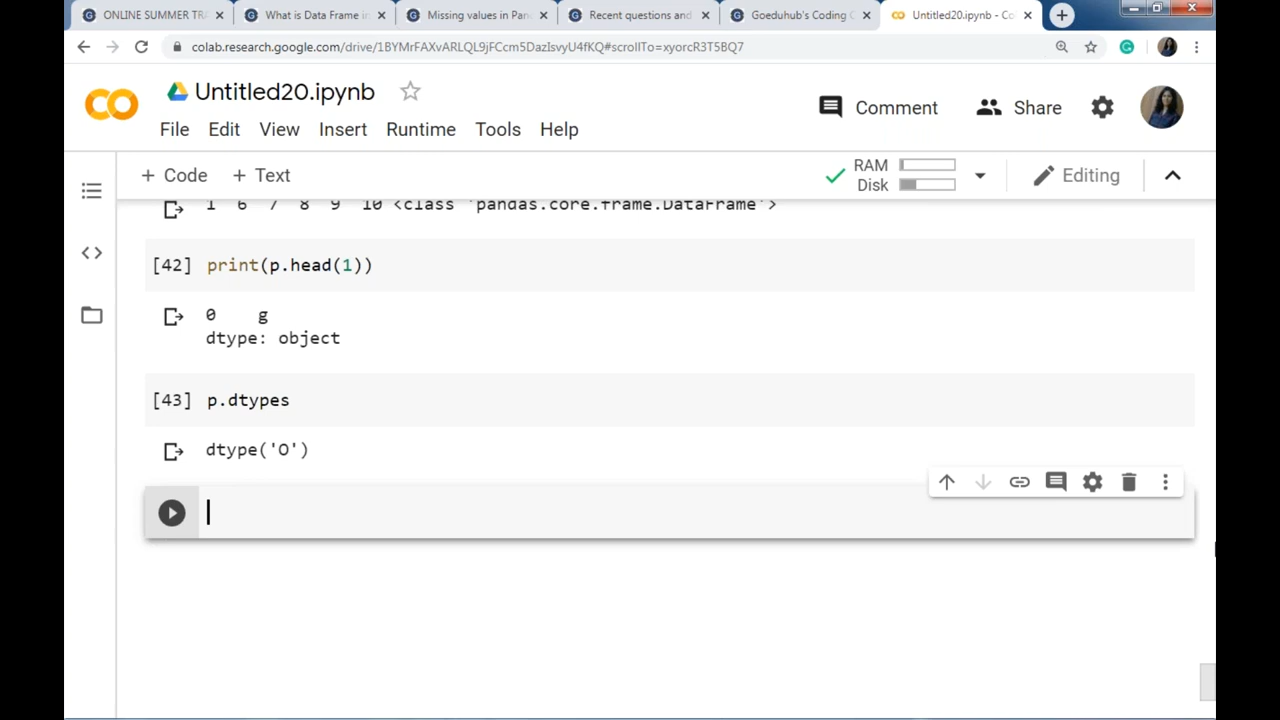 ONLINE SUMMER TR
What is Data Frame i
Missing values in Pan
Recent questions and
Goeduhub's Coding C
Untitled20.ipynb - Co
colab.research.google.com/drive/1BYMrFAXvARLQL9jFCcm5DazIsvyU4fKQ#scrollTo=xyorcR3T5BQ7
CO
Untitled20.ipynb
Comment
Share
File Edit View Insert Runtime Tools Help
+ Code + Text
RAM
Disk
Editing
1 6 7 8 9 10 <class 'pandas.core.frame.DataFrame'>
[42] print(p.head(1))
0 g
dtype: object
[43] p.dtypes
dtype('O')